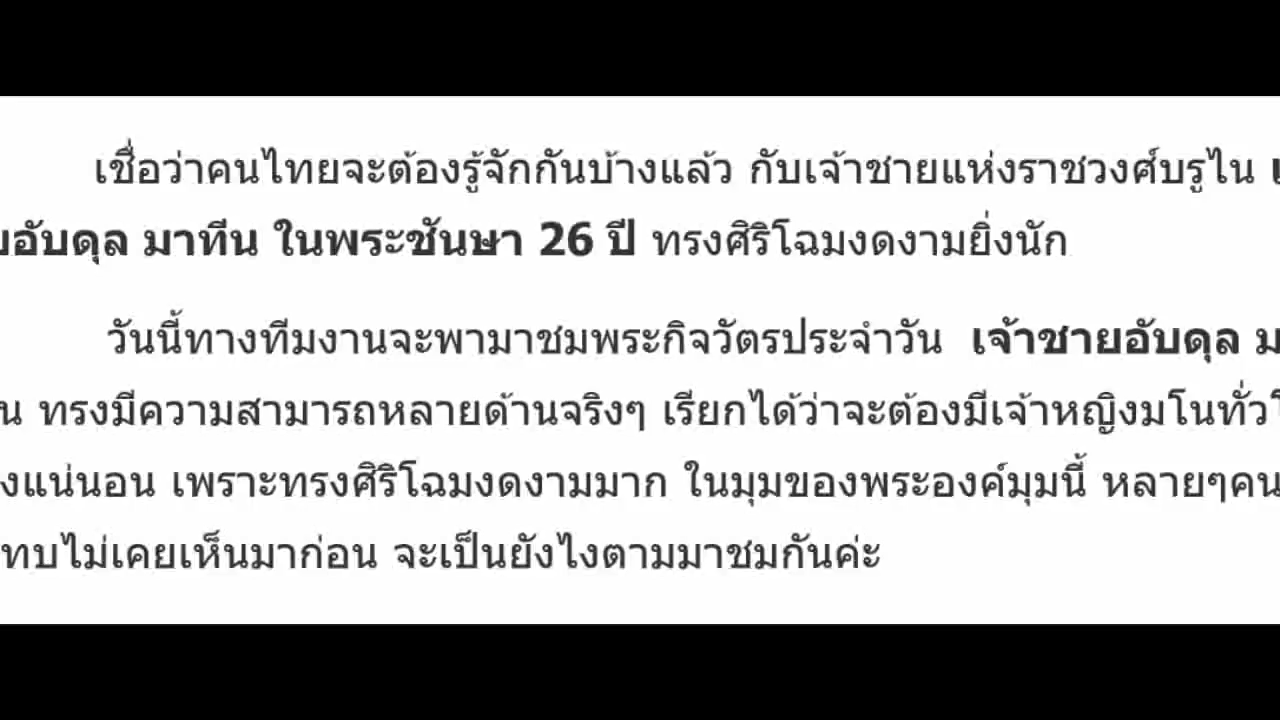 เชื่อว่าคนไทยจะต้องรู้จักกันบ้างแล้ว กับเจ้าชายแห่งราชวงศ์บรูไน
อับดุล มาทีน ในพระชันษา 26 ปี ทรงศิริโฉมงดงามยิ่งนัก
วันนี้ทางทีมงานจะพามาชมพระกิจวัตรประจำวัน เจ้าชายอับดุล ม
น ทรงมีความสามารถหลายด้านจริงๆ เรียกได้ว่าจะต้องมีเจ้าหญิงมโนทั่ว
งแน่นอน เพราะทรงศิริโฉมงดงามมาก ในมุมของพระองค์มุมนี้ หลายๆคน
ทบไม่เคยเห็นมาก่อน จะเป็นยังไงตามมาชมกันค่ะ